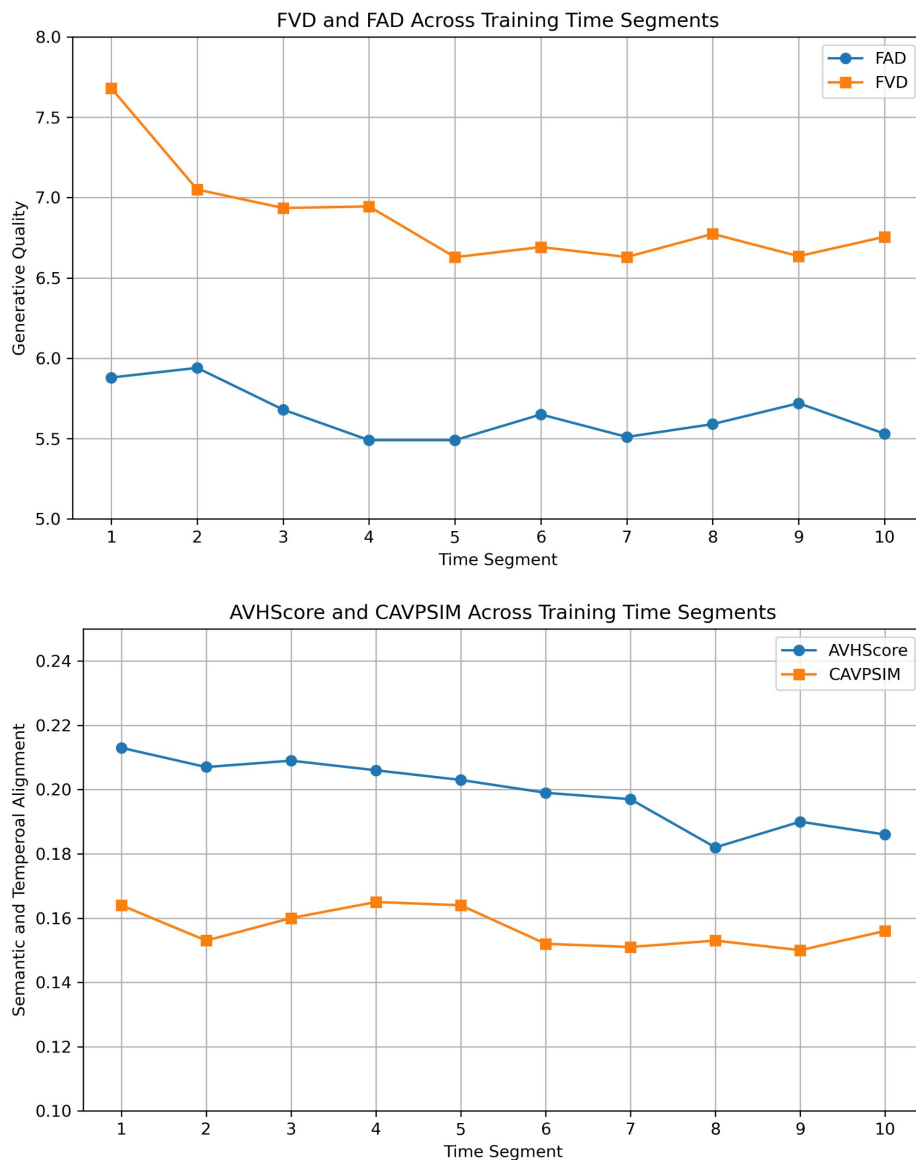 FVD and FAD Across Training Time Segments
8.0
7.5
7.0
6.5
6.0
5.5
5.0
Generative Quality
FAD
FVD
1 2 3 4 5 6 7 8 9 10
Time Segment
AVHScore and CAVPSIM Across Training Time Segments
0.24
0.22
0.20
0.18
0.16
0.14
0.12
0.10
Semantic and Temperoal Alignment
AVHScore
CAVPSIM
1 2 3 4 5 6 7 8 9 10
Time Segment